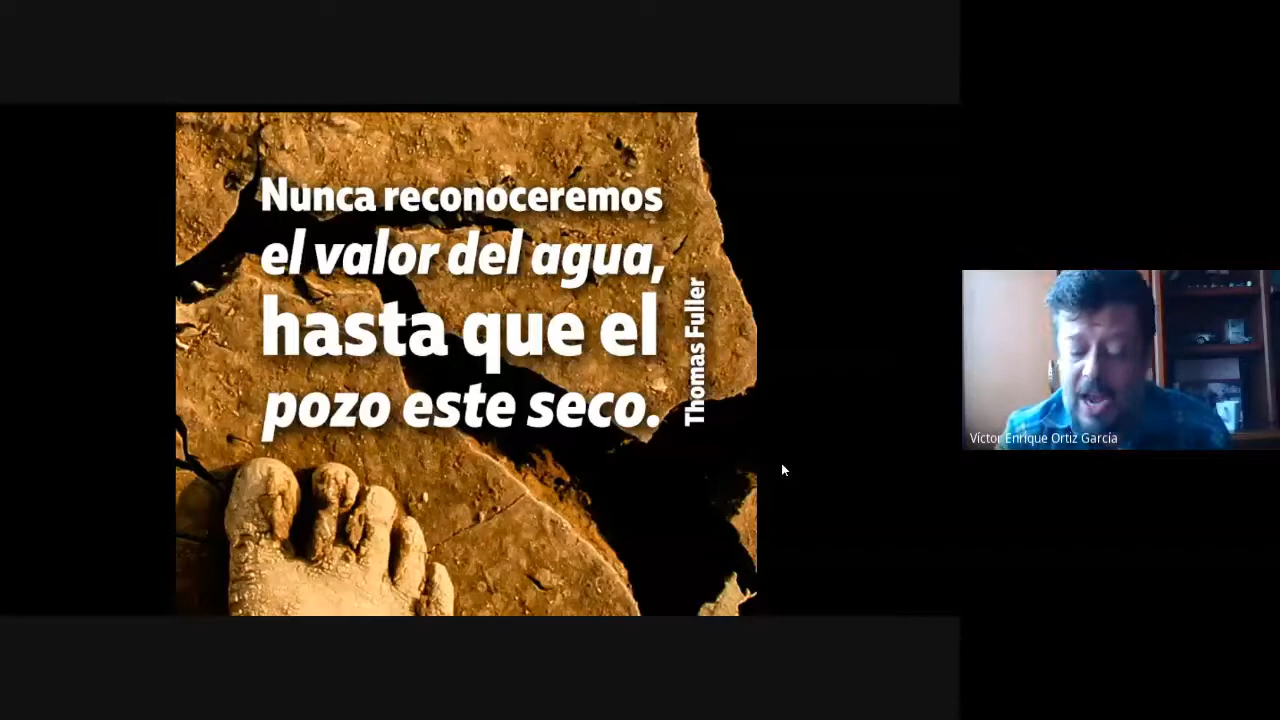 Nunca reconoceremos
el valor del agua,
hasta que el
pozo este seco.
Thomas Fuller
Víctor Enrique Ortiz García